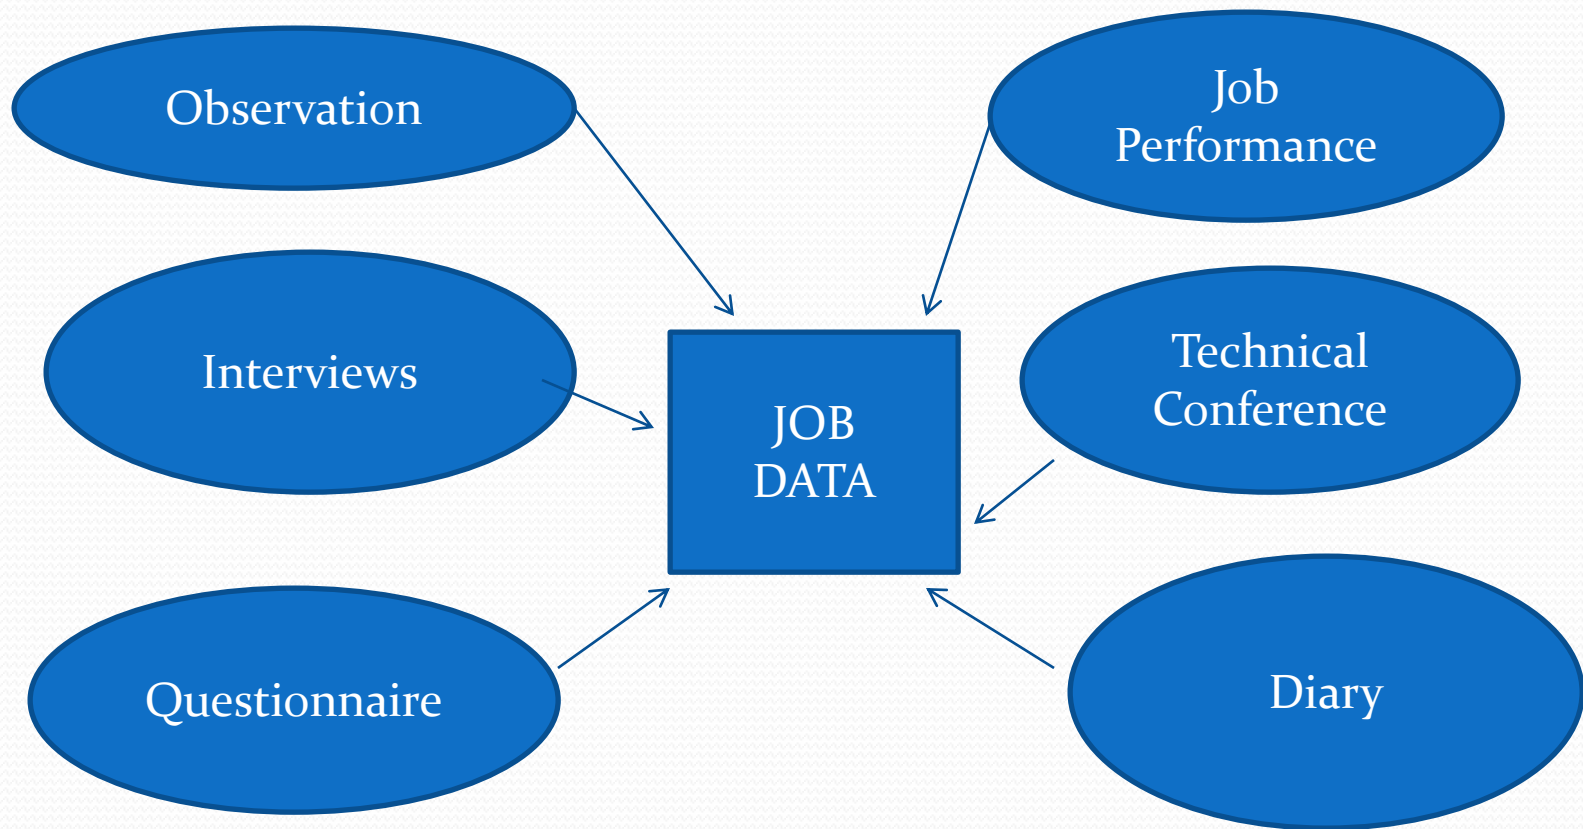 Observation
Job
Performance
Interviews
Technical
Conference
JOB
DATA
Questionnaire
Diary